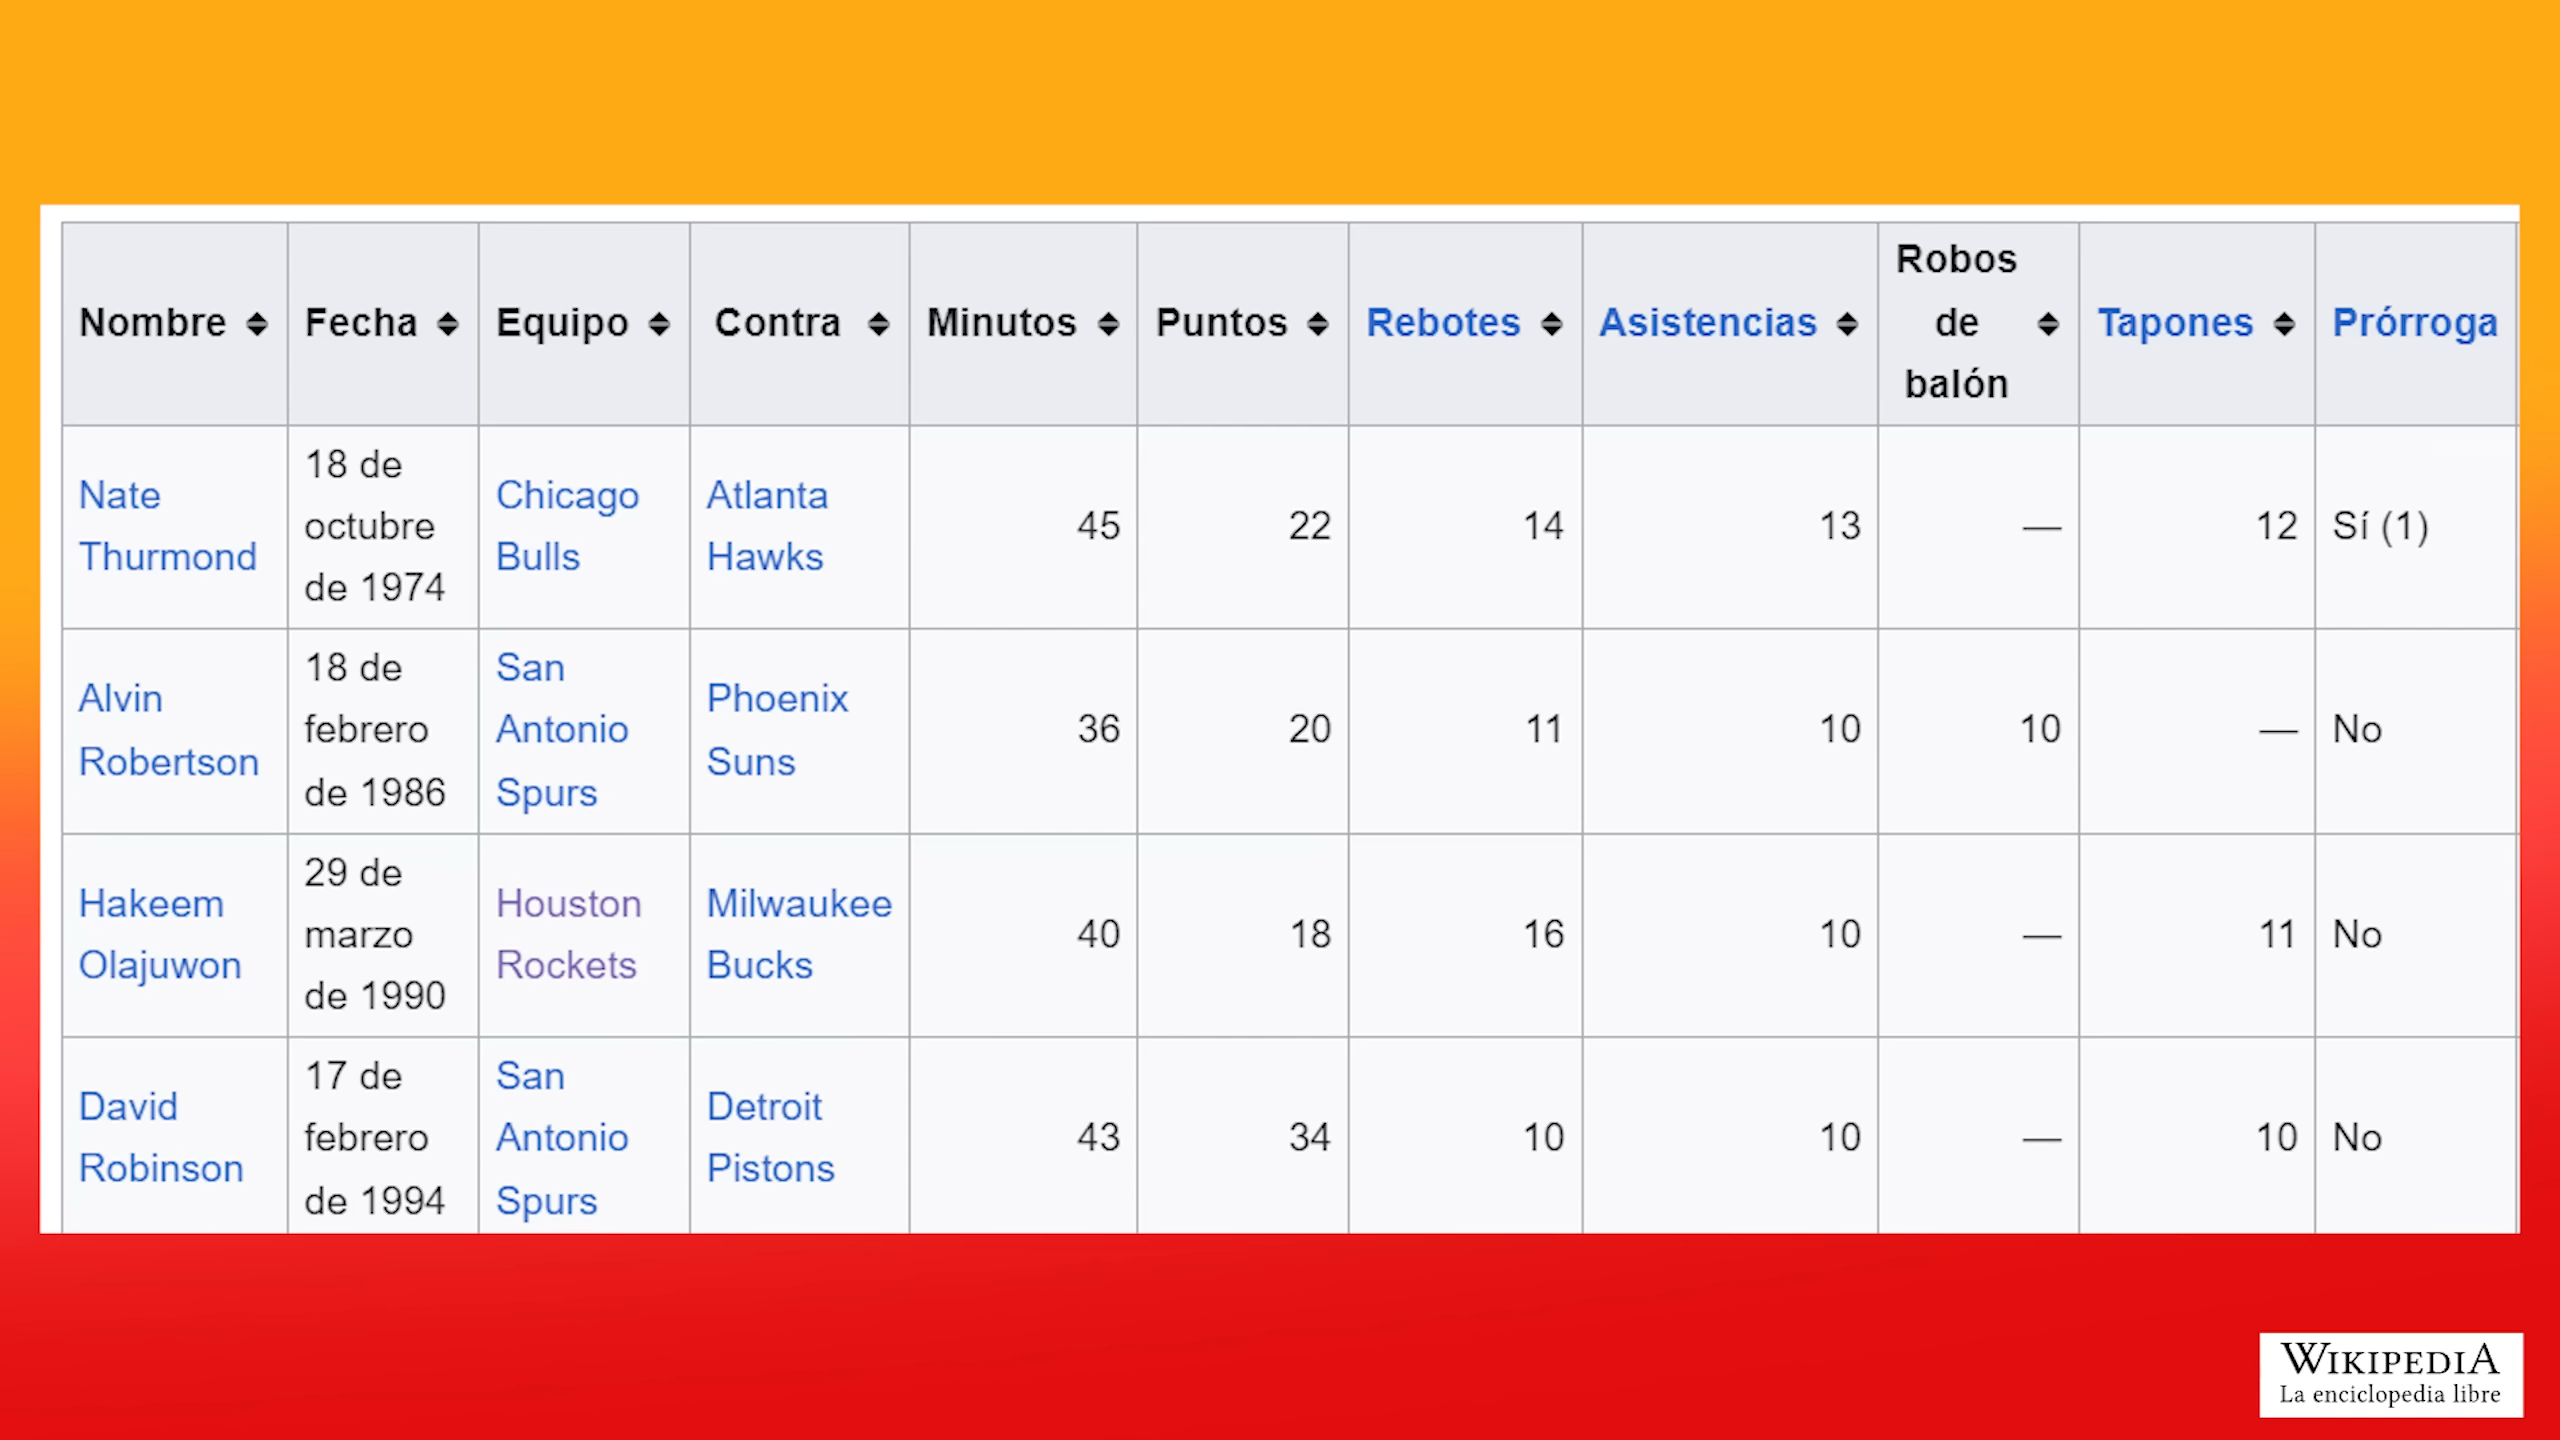 Nombre Fecha Equipo Contra Minutos Puntos Rebotes Asistencias Robos de balón Tapones Prórroga
Nate Thurmond 18 de octubre de 1974 Chicago Bulls Atlanta Hawks 45 22 14 13 — 12 Sí (1)
Alvin Robertson 18 de febrero de 1986 San Antonio Spurs Phoenix Suns 36 20 11 10 10 — No
Hakeem Olajuwon 29 de marzo de 1990 Houston Rockets Milwaukee Bucks 40 18 16 10 — 11 No
David Robinson 17 de febrero de 1994 San Antonio Spurs Detroit Pistons 43 34 10 10 — 10 No
WIKIPEDIA
La enciclopedia libre